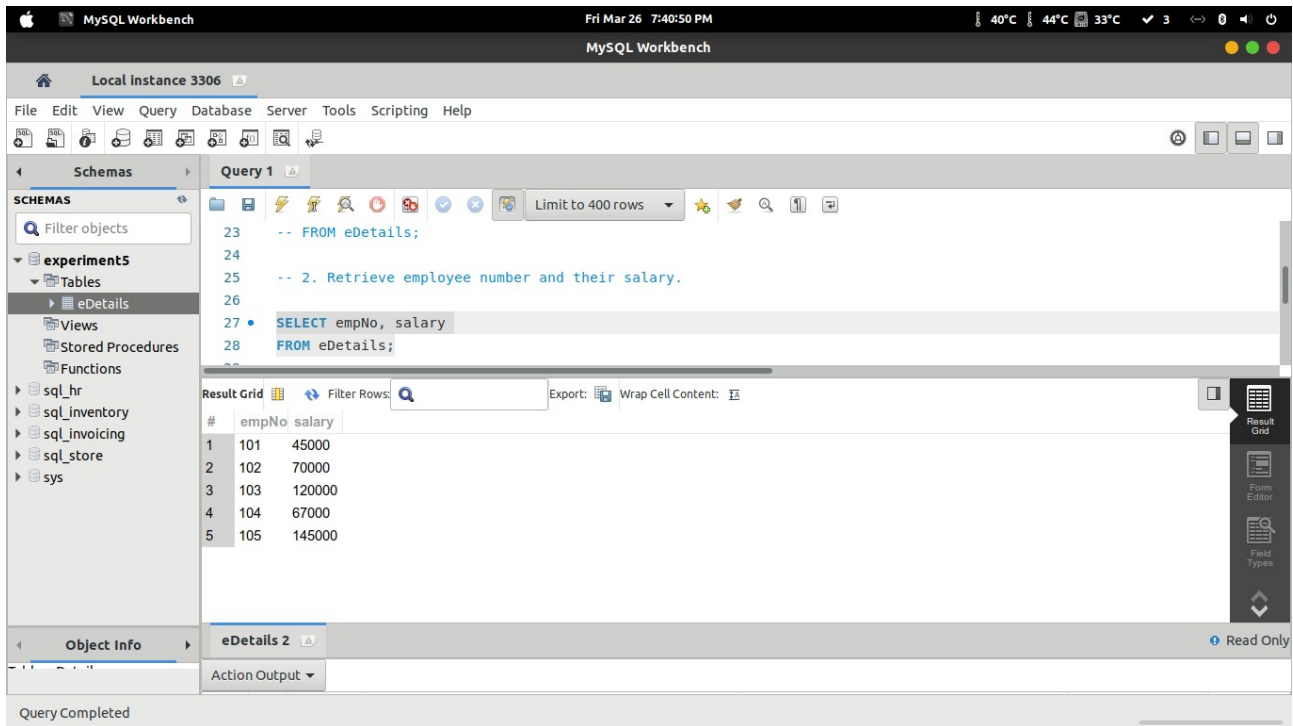 MySQL Workbench
Fri Mar 26 7:40:50 PM
40°C 44°C 33°C 3
MySQL Workbench
Local instance 3306
File Edit View Query Database Server Tools Scripting Help
Schemas
Query 1
SCHEMAS
Limit to 400 rows
Filter objects
experiment5
Tables
eDetails
Views
Stored Procedures
Functions
sql_hr
sql_inventory
sql_invoicing
sql_store
sys
23 -- FROM eDetails;
24
25 -- 2. Retrieve employee number and their salary.
26
27 SELECT empNo, salary
28 FROM eDetails;
Result Grid Filter Rows: Export: Wrap Cell Content:
# empNo salary
1 101 45000
2 102 70000
3 103 120000
4 104 67000
5 105 145000
Result
Grid
Form
Editor
Field
Types
Object Info
eDetails 2
Read Only
Action Output
Query Completed